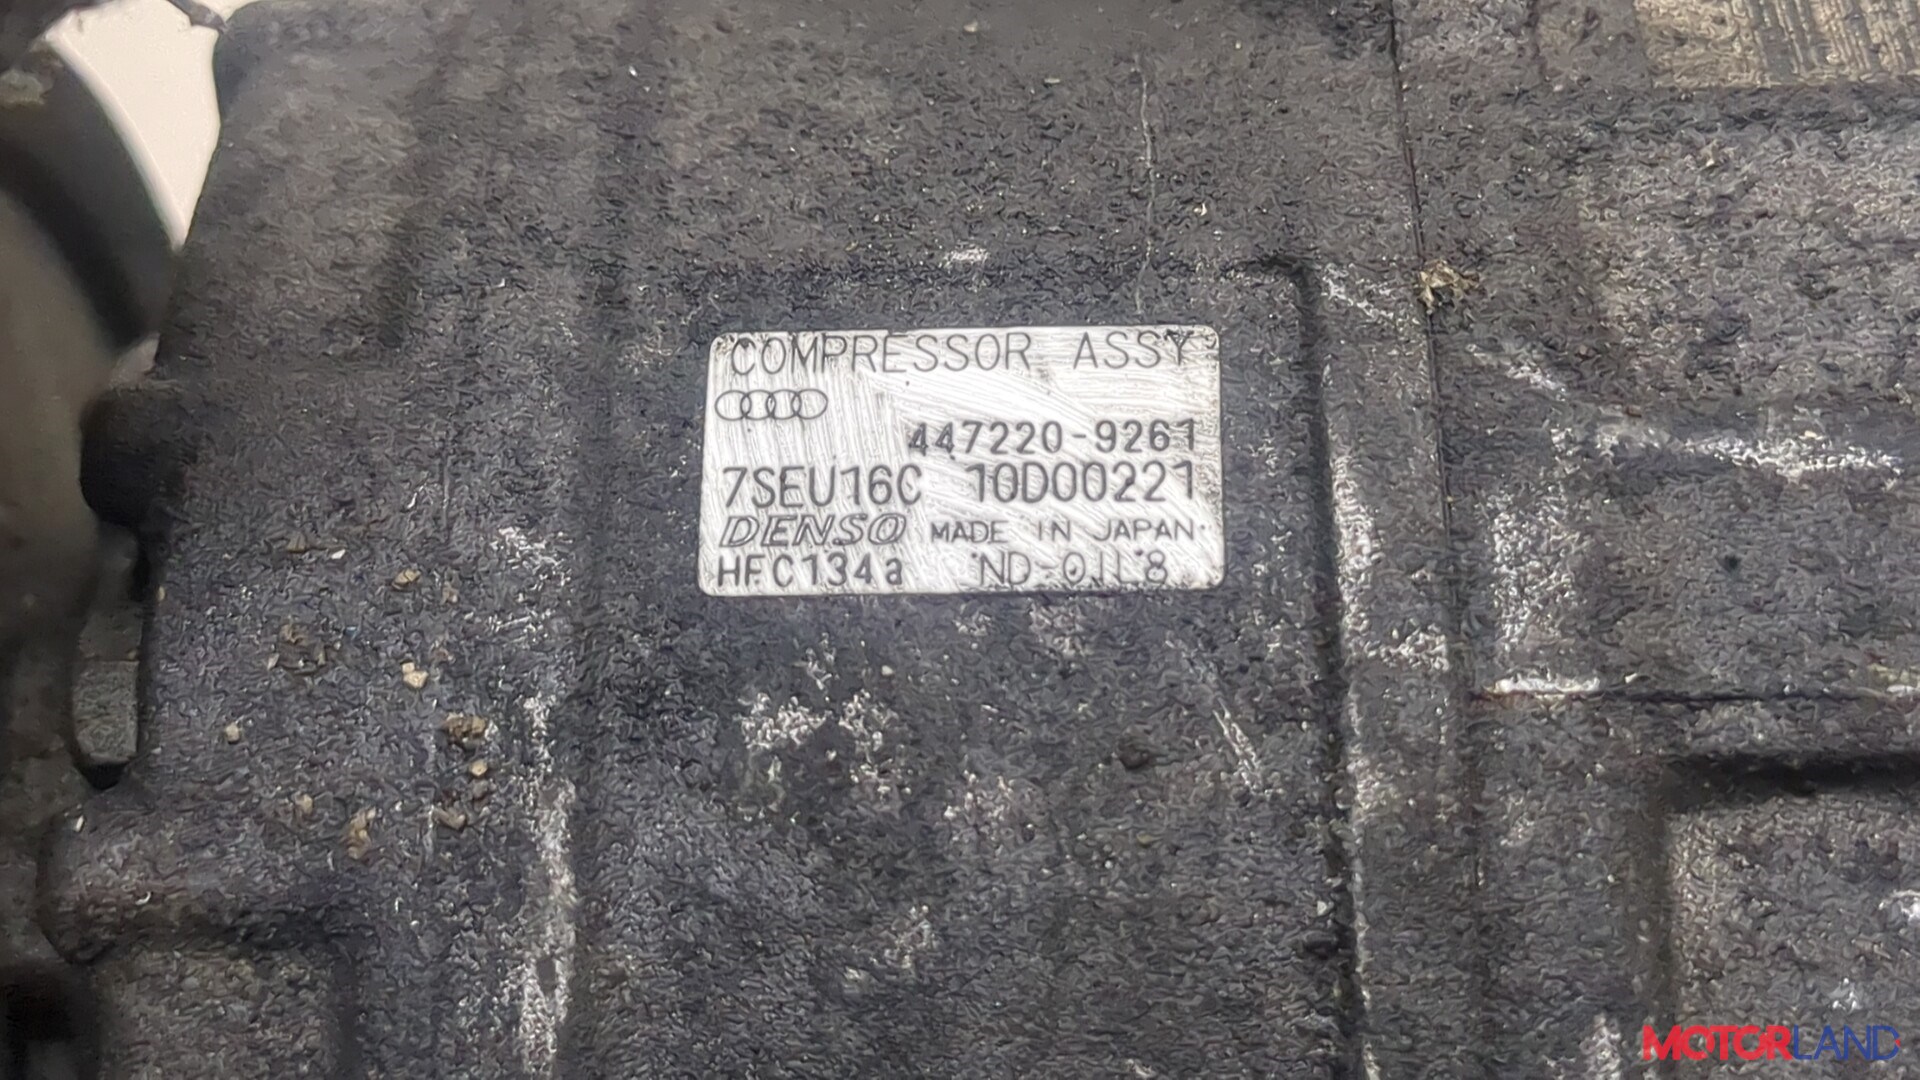 COMPRESSOR ASSY
447220-9261
7SEU16C 10D00221
DENSO MADE IN JAPAN
HFC134a ND-OIL8
MOTORLAND